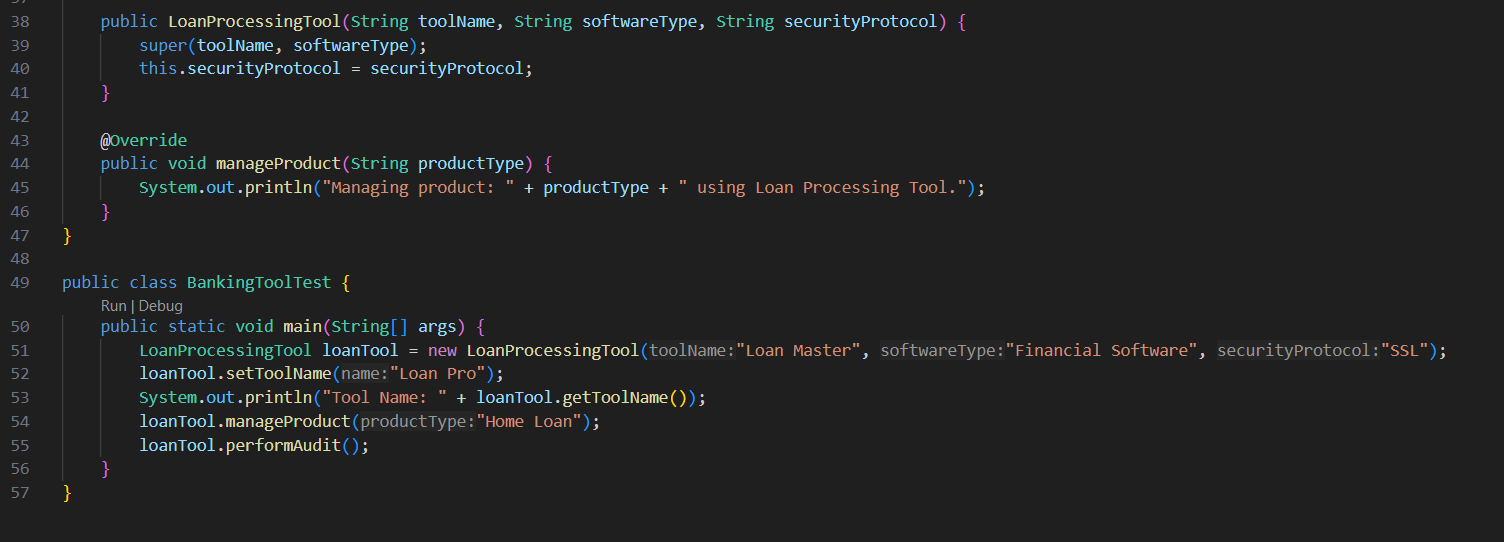 38 public LoanProcessingTool(String toolName, String softwareType, String securityProtocol) {
39 super(toolName, softwareType);
40 this.securityProtocol = securityProtocol;
41 }
42
43 @Override
44 public void manageProduct(String productType) {
45 System.out.println("Managing product: " + productType + " using Loan Processing Tool.");
46 }
47 }
48
49 public class BankingToolTest {
Run | Debug
50 public static void main(String[] args) {
51 LoanProcessingTool loanTool = new LoanProcessingTool(toolName:"Loan Master", softwareType:"Financial Software", securityProtocol:"SSL");
52 loanTool.setToolName(name:"Loan Pro");
53 System.out.println("Tool Name: " + loanTool.getToolName());
54 loanTool.manageProduct(productType:"Home Loan");
55 loanTool.performAudit();
56 }
57 }